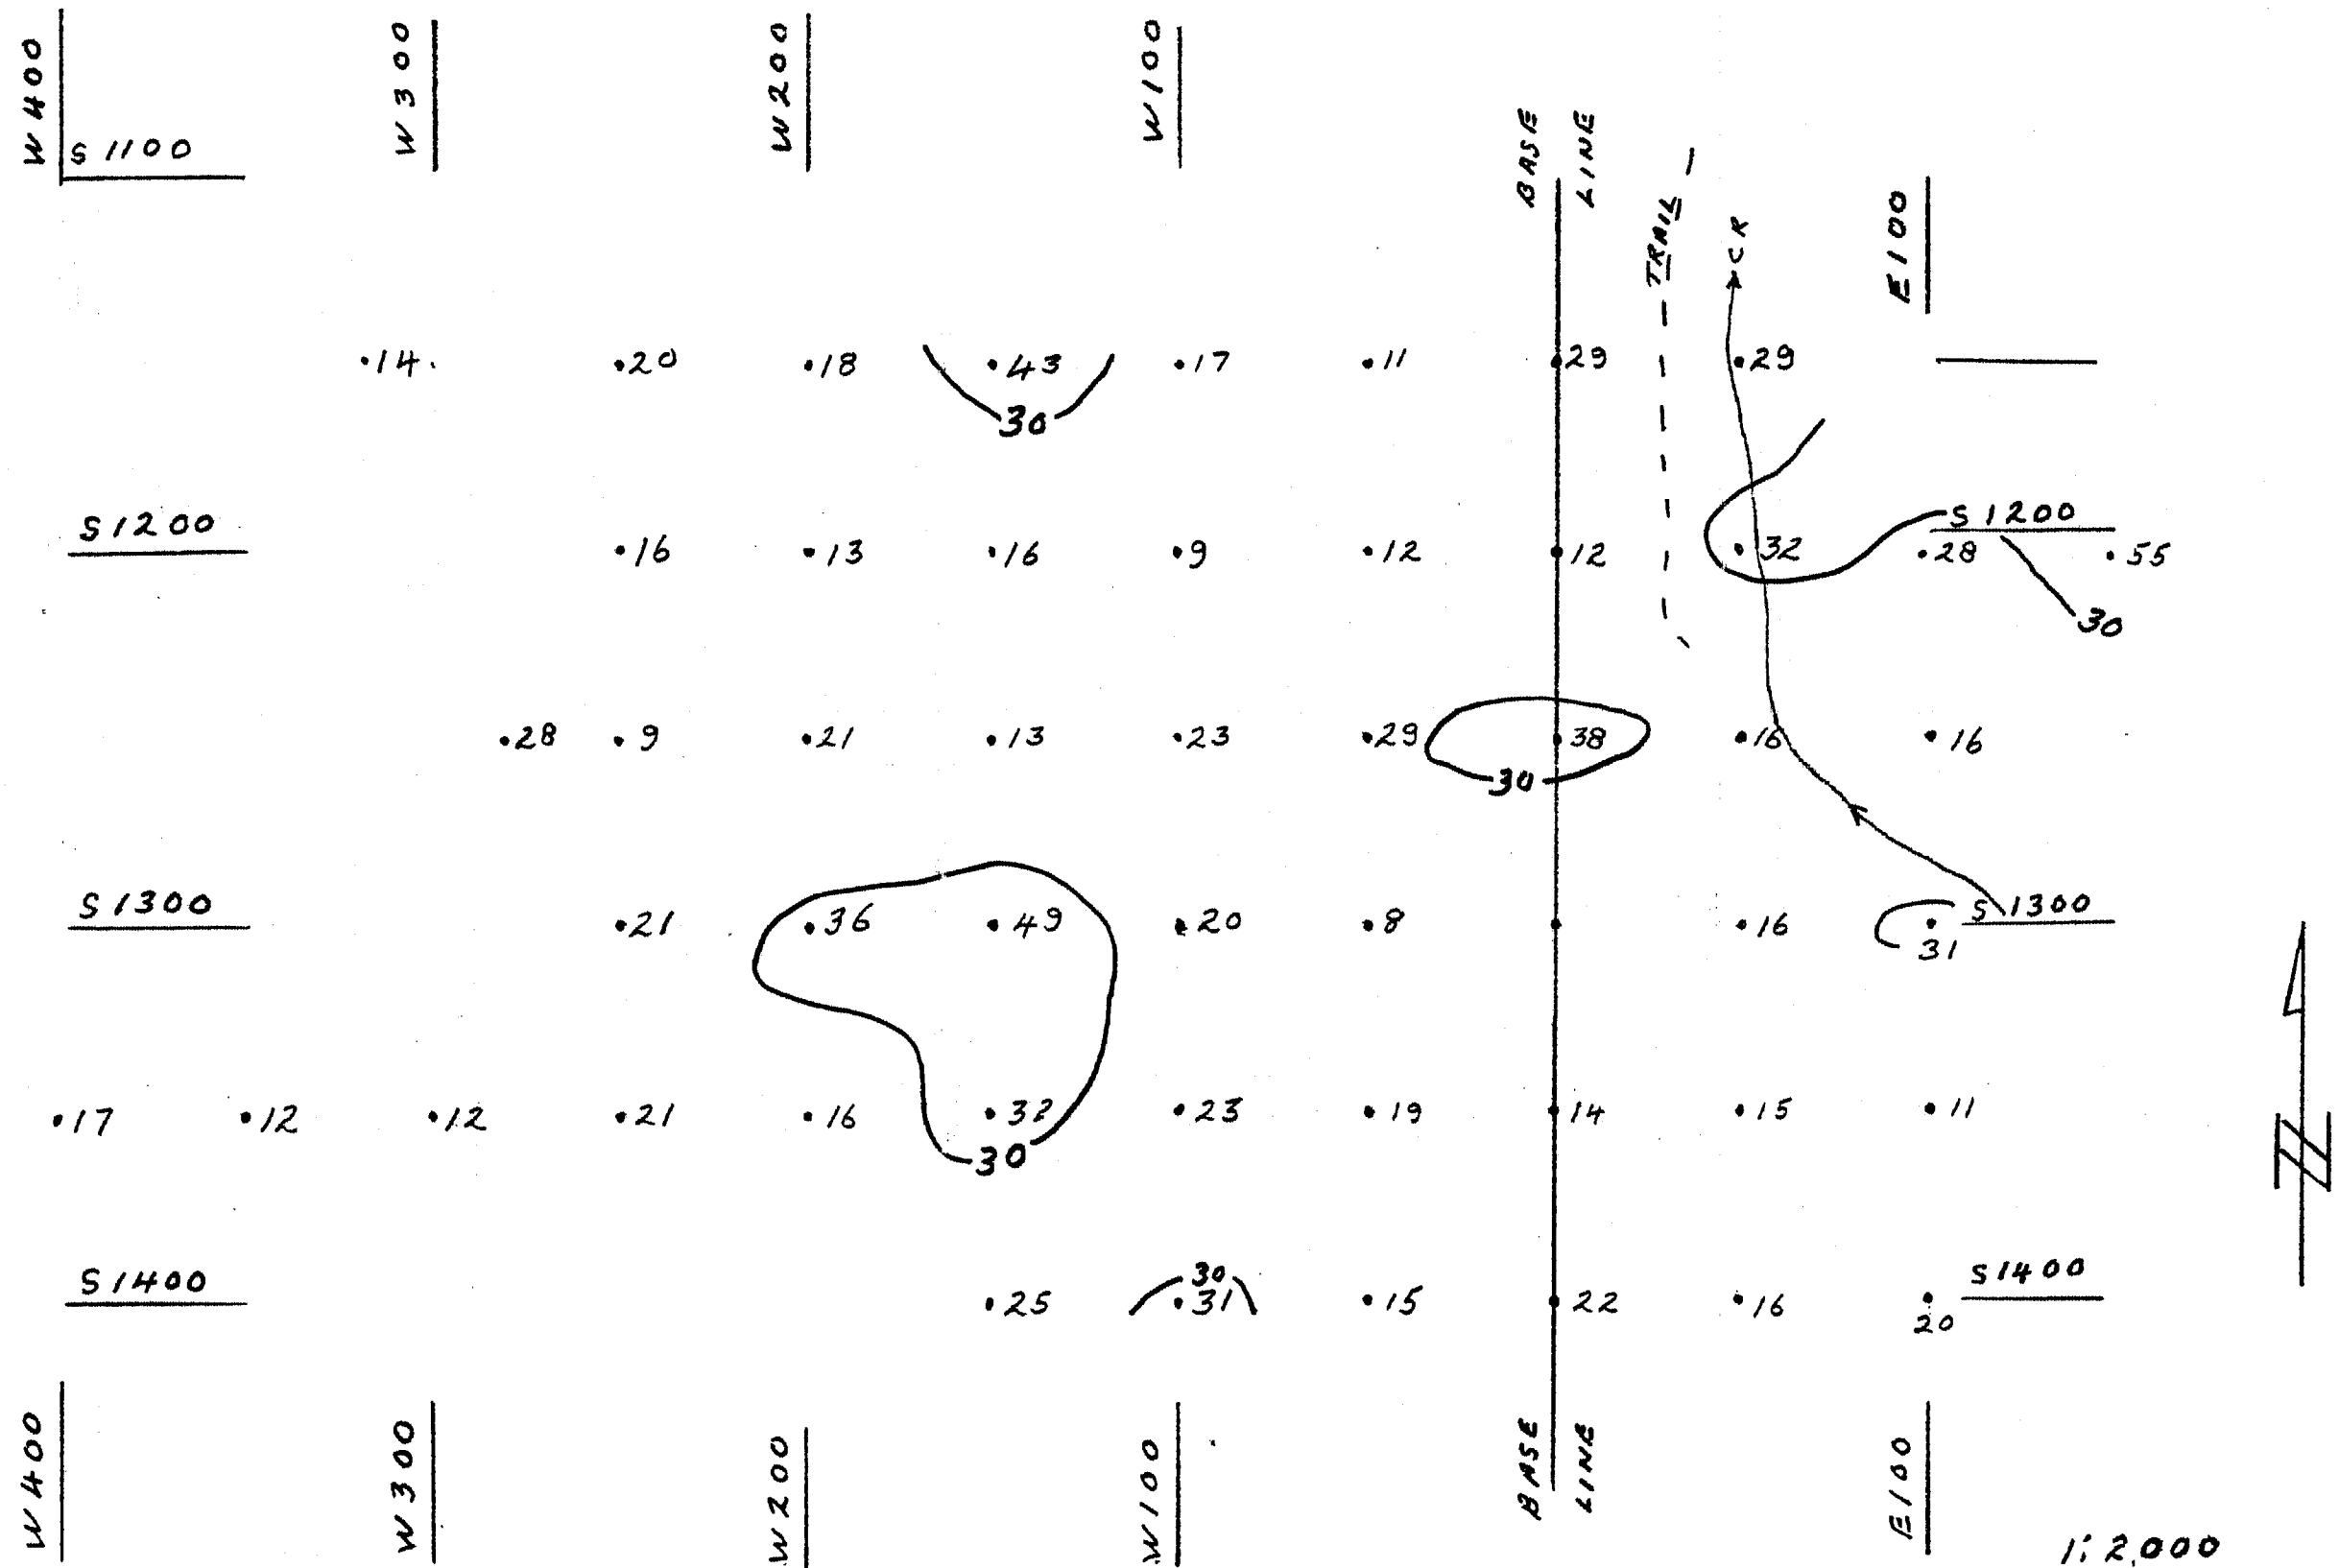 W400 W300 W200 W100
S 1100
BASE LINE
TRAIL
CK
E100
14 20 18 43 17 11 29 29
30
S1200 S1200
16 13 16 9 12 12 32 28 55
30
28 9 21 13 23 29 38 16 16
30
S1300 S1300
21 36 49 20 8 16 31
17 12 12 21 16 32 23 19 14 15 11
30
S1400 30 S1400
25 31 15 22 16 20
W400 W300 W200 W100 BASE LINE E100
N
1:2,000